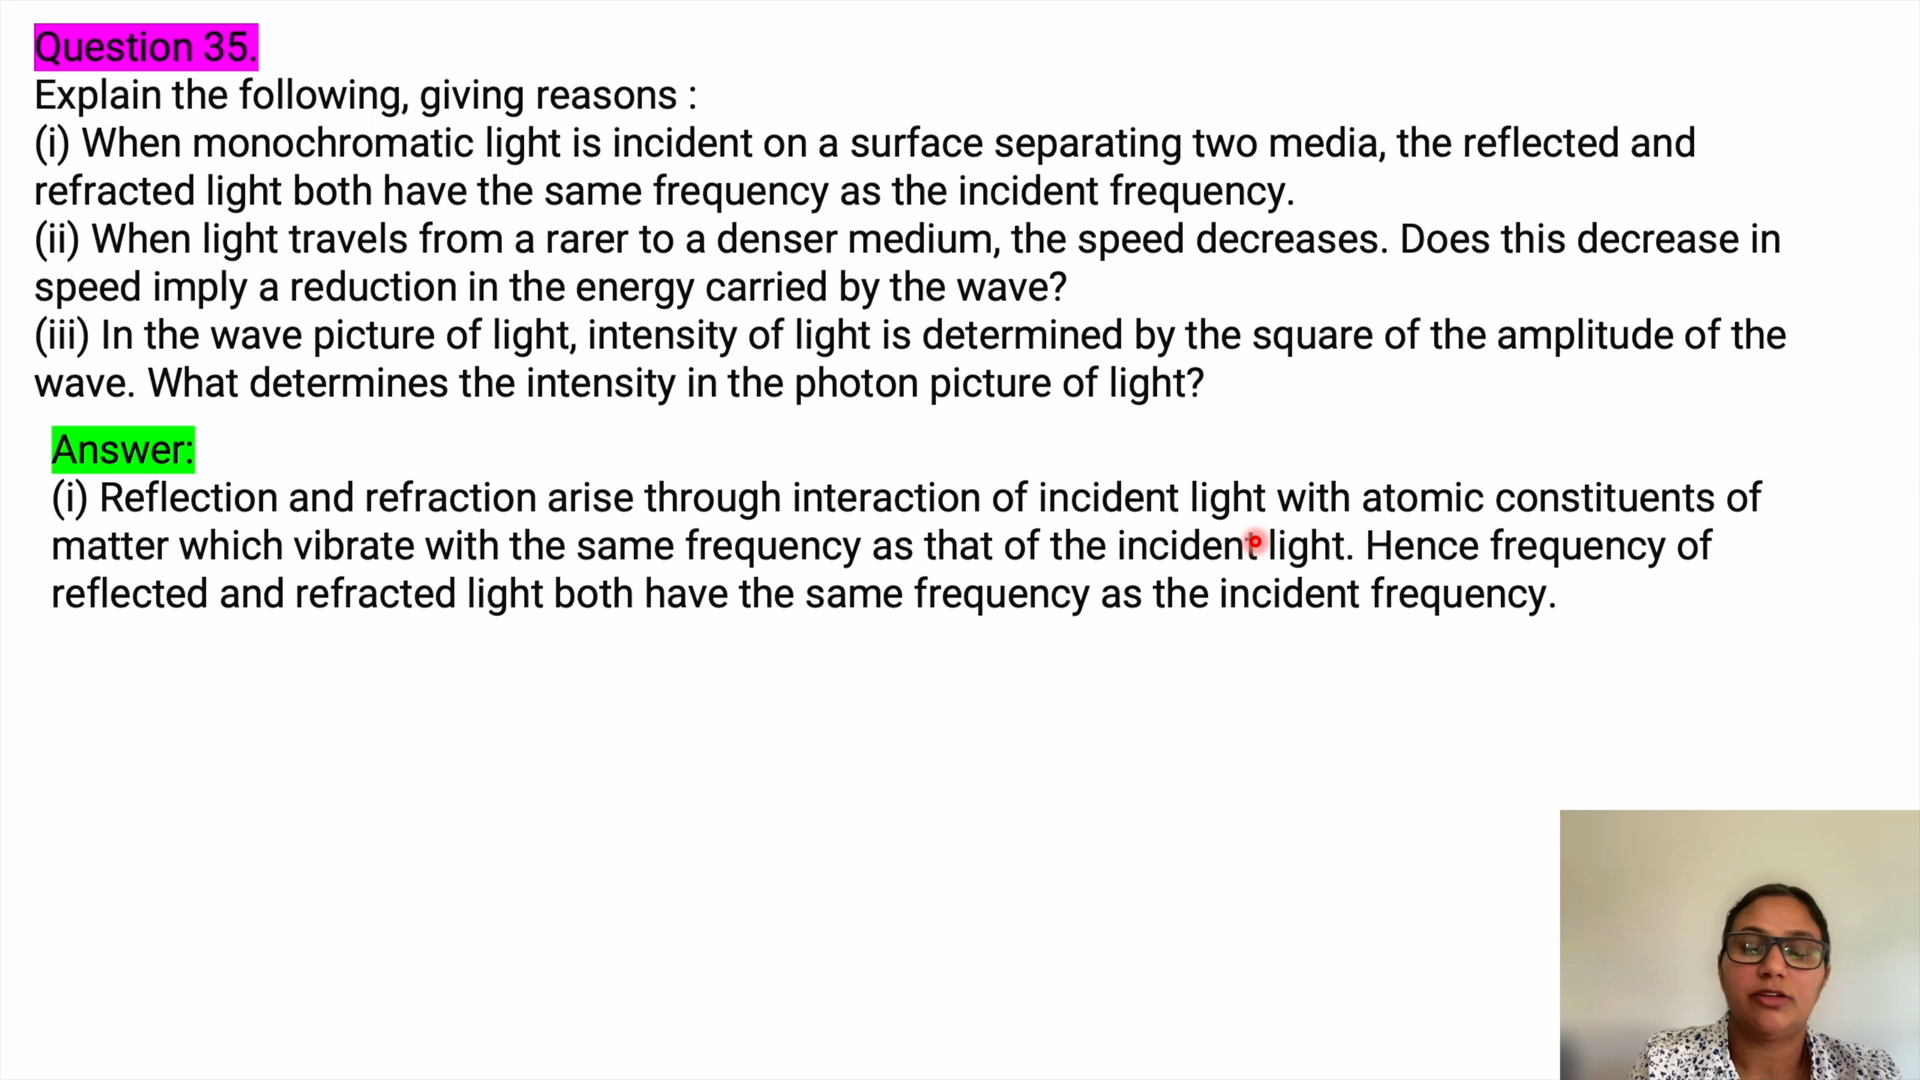 Question 35.
Explain the following, giving reasons :
(i) When monochromatic light is incident on a surface separating two media, the reflected and
refracted light both have the same frequency as the incident frequency.
(ii) When light travels from a rarer to a denser medium, the speed decreases. Does this decrease in
speed imply a reduction in the energy carried by the wave?
(iii) In the wave picture of light, intensity of light is determined by the square of the amplitude of the
wave. What determines the intensity in the photon picture of light?
Answer:
(i) Reflection and refraction arise through interaction of incident light with atomic constituents of
matter which vibrate with the same frequency as that of the incident light. Hence frequency of
reflected and refracted light both have the same frequency as the incident frequency.